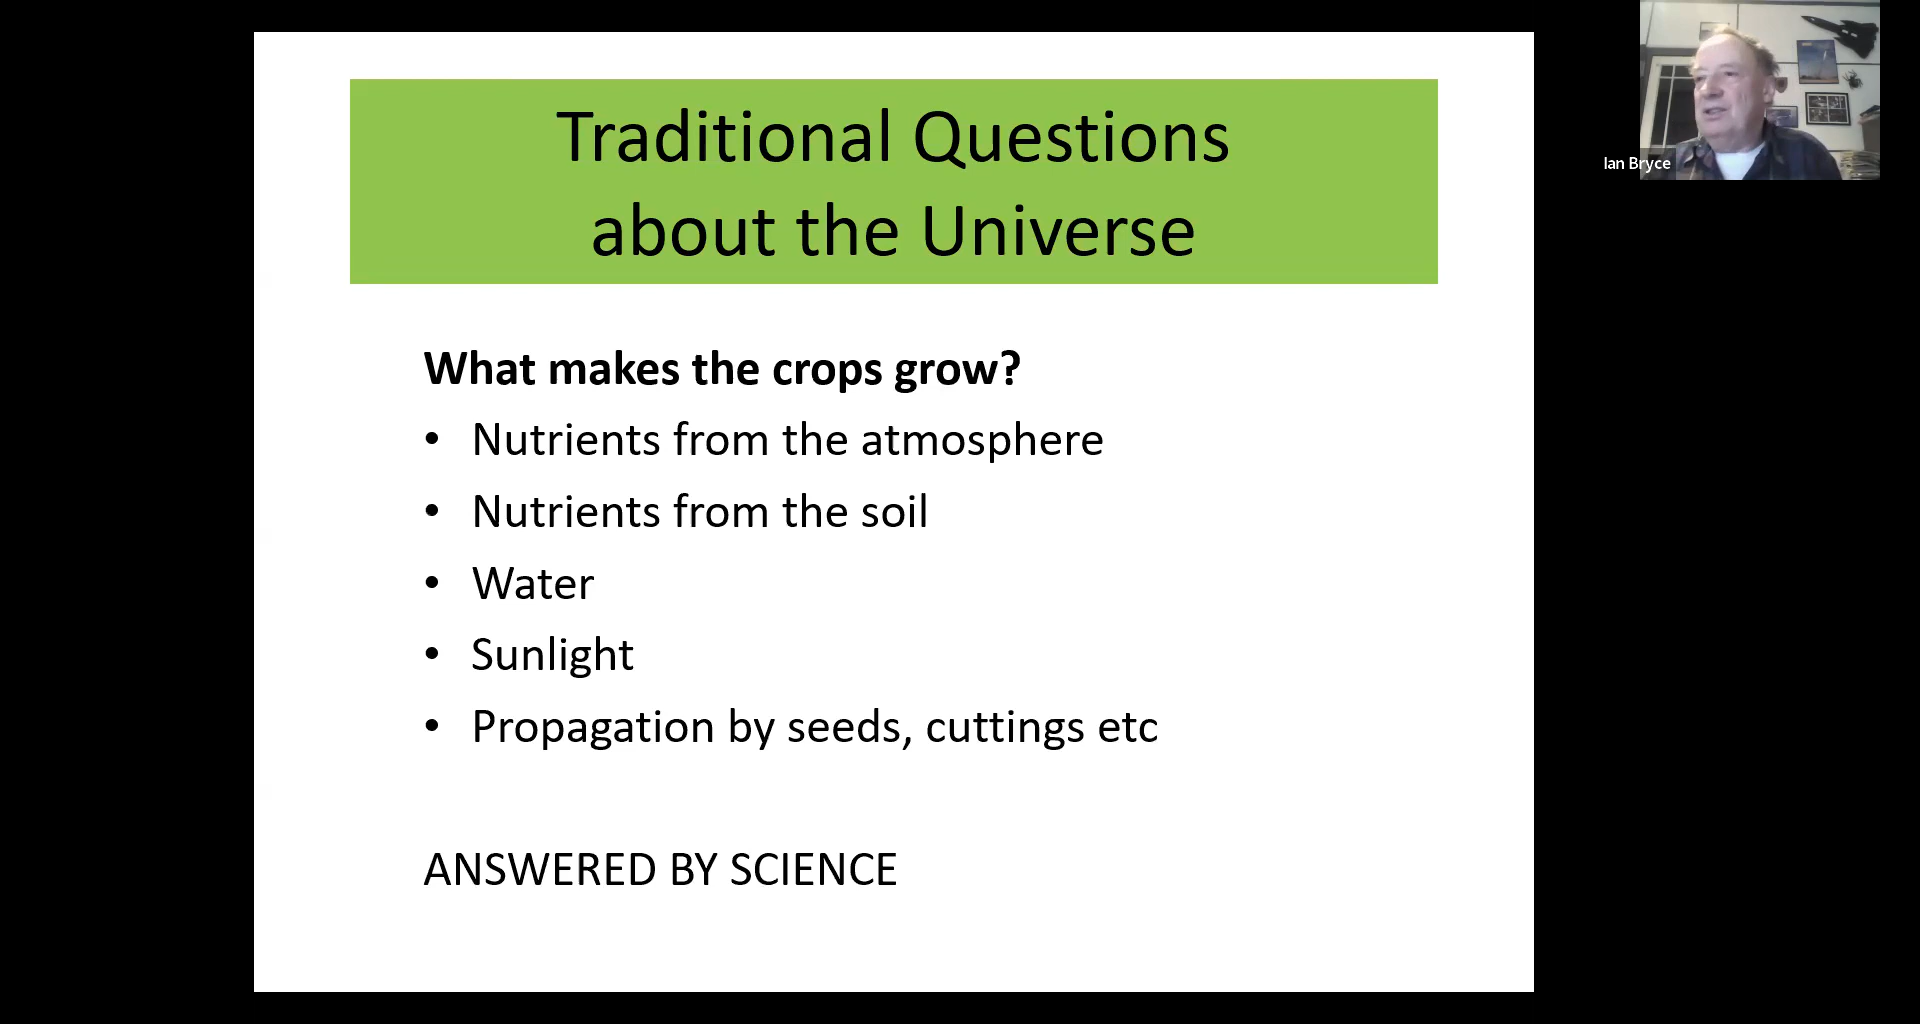 Traditional Questions
about the Universe
What makes the crops grow?
• Nutrients from the atmosphere
• Nutrients from the soil
• Water
• Sunlight
• Propagation by seeds, cuttings etc
ANSWERED BY SCIENCE
Ian Bryce